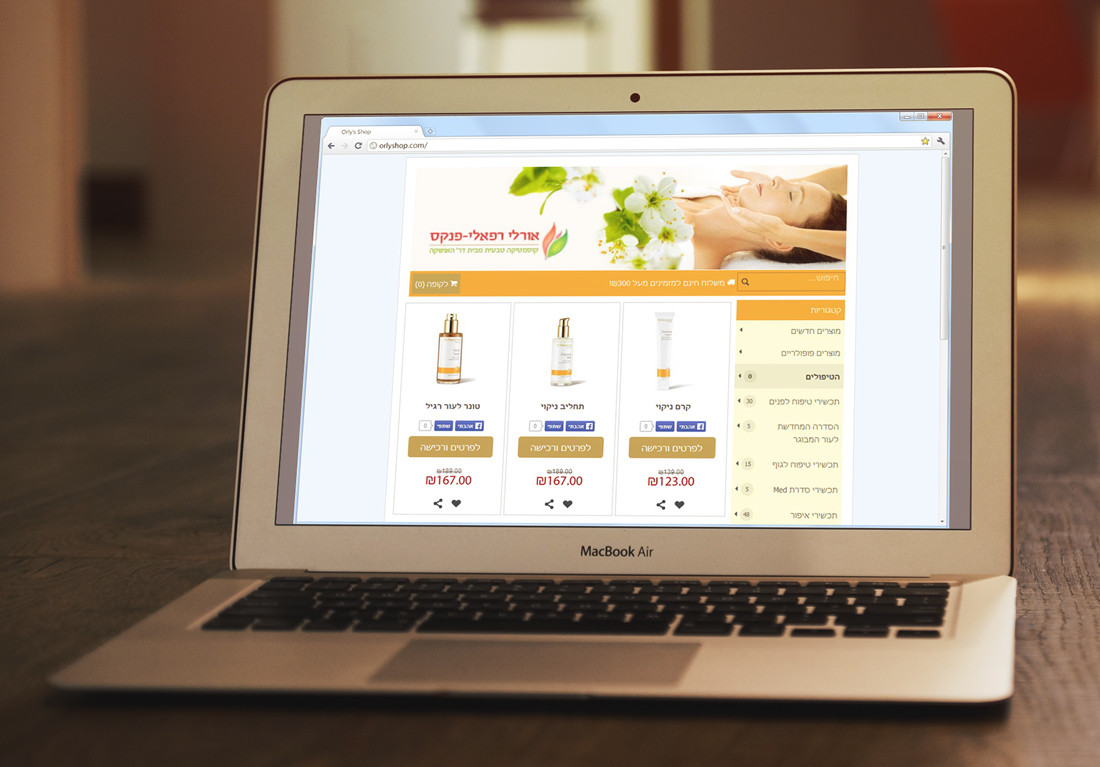 Orly's Shop
orlyshop.com/
אורלי רפאלי-פנקס
קוסמטיקה טבעית מבית דר' האושקה
חיפוש...
משלוח חינם למזמינים מעל 300₪
לקופה (0)
קטגוריות
מוצרים חדשים
מוצרים פופולריים
הטיפולים 0
תכשירי טיפוח לפנים 30
הסדרה המחדשת 5
לעור המבוגר
תכשירי טיפוח לגוף 15
תכשירי סדרת Med 5
תכשירי איפור 48
קרם ניקוי
אהבתי שתפי 0
לפרטים ורכישה
₪139.00
₪123.00
תחליב ניקוי
אהבתי שתפי 0
לפרטים ורכישה
₪189.00
₪167.00
טונר לעור רגיל
אהבתי שתפי 0
לפרטים ורכישה
₪189.00
₪167.00
MacBook Air